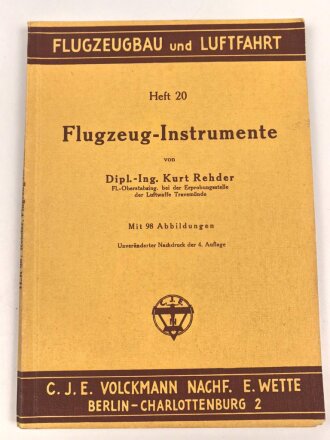 FLUGZEUGBAU und LUFTFAHRT
Heft 20
Flugzeug-Instrumente
von
Dipl.-Ing. Kurt Rehder
Fl.-Oberstabsing. bei der Erprobungsstelle
der Luftwaffe Travemünde
Mit 98 Abbildungen
Unveränderter Nachdruck der 4. Auflage
C.J.E.
C.J.E. VOLCKMANN NACHF. E. WETTE
BERLIN-CHARLOTTENBURG 2